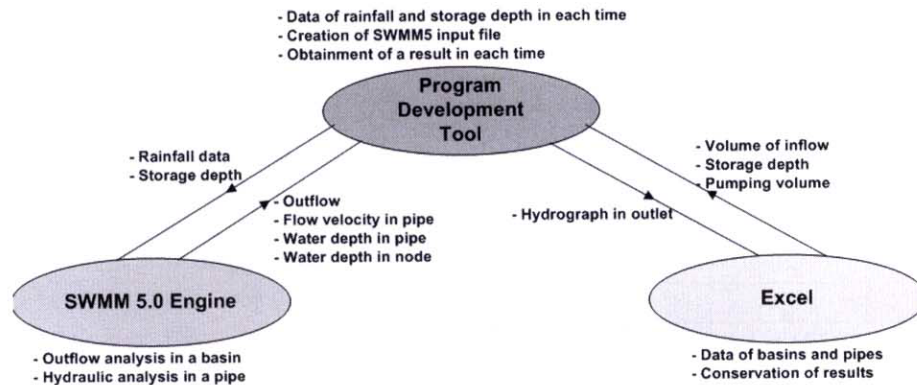 - Data of rainfall and storage depth in each time
- Creation of SWMM5 input file
- Obtainment of a result in each time
Program
Development
Tool
- Rainfall data
- Storage depth
- Outflow
- Flow velocity in pipe
- Water depth in pipe
- Water depth in node
- Hydrograph in outlet
- Volume of inflow
- Storage depth
- Pumping volume
SWMM 5.0 Engine
- Outflow analysis in a basin
- Hydraulic analysis in a pipe
Excel
- Data of basins and pipes
- Conservation of results